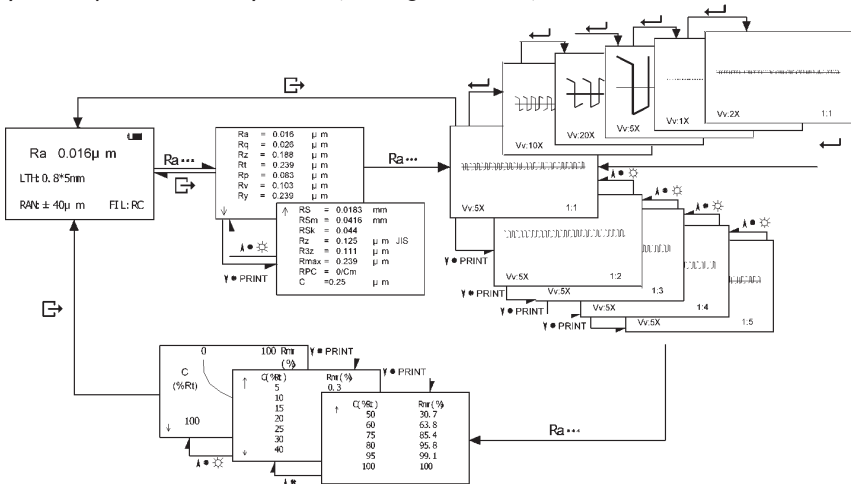 Ra 0.016μ m
LTH: 0.8*5mm
RAN: ± 40μ m FIL: RC
Ra···
Ra = 0.016 μ m
Rq = 0.026 μ m
Rz = 0.188 μ m
Rt = 0.239 μ m
Rp = 0.083 μ m
Rv = 0.103 μ m
Ry = 0.239 μ m
↓
↑ RS = 0.0183 mm
RSm = 0.0416 mm
RSk = 0.044
Rz = 0.125 μ m JIS
R3z = 0.111 μ m
Rmax = 0.239 μ m
RPC = 0/Cm
C =0.25 μ m
PRINT
Ra···
Vv:5X 1:1
Vv:10X
Vv:20X
Vv:5X
Vv:1X
Vv:2X 1:1
Vv:5X 1:2
PRINT
Vv:5X 1:3
PRINT
Vv:5X 1:4
PRINT
Vv:5X 1:5
PRINT
Ra···
0 100 Rmr
(%)
C
(%Rt)
100
↓
PRINT
↑ C(%Rt) Rmr(%)
5 0.3
10
15
20
25
30
↓ 40
PRINT
↑ C(%Rt) Rmr(%)
50 30.7
60 63.8
75 85.4
80 95.8
95 99.1
100 100